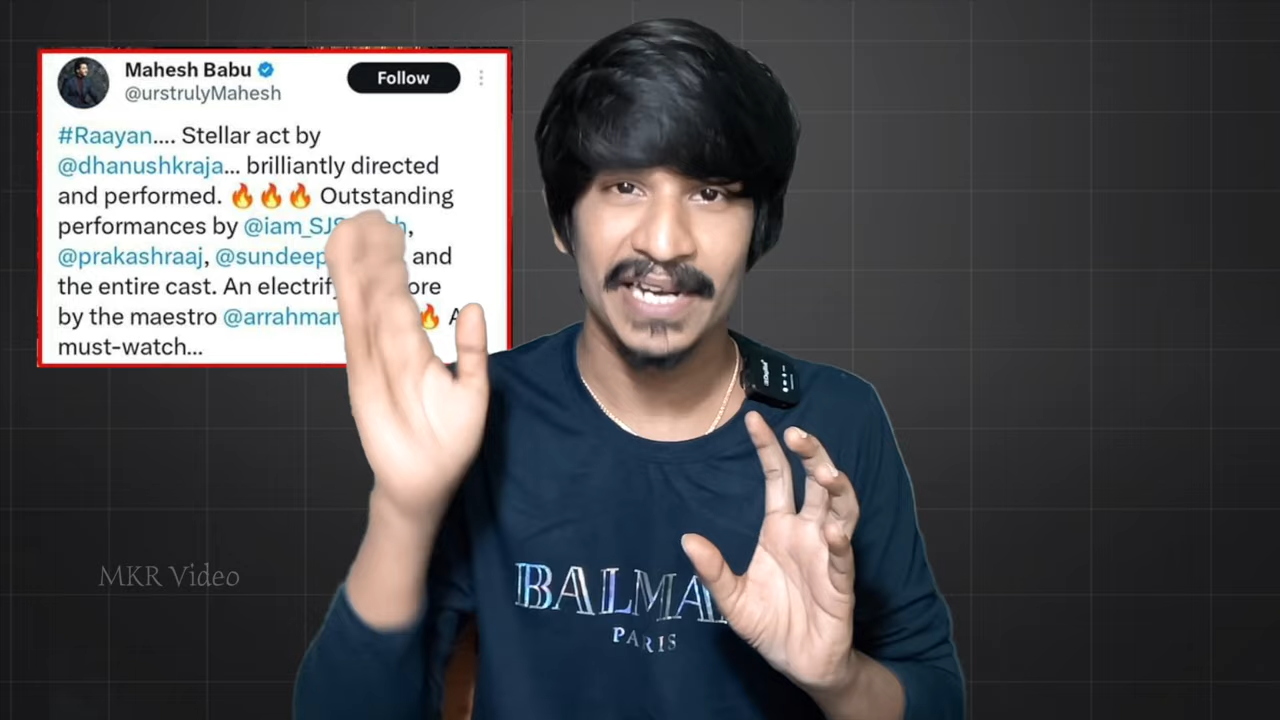 Mahesh Babu
Follow
@urstrulyMahesh
#Raayan.... Stellar act by
@dhanushkraja... brilliantly directed
and performed. 🔥🔥🔥 Outstanding
performances by
@prakashraaj, and
the entire cast. An
by the maestro 🔥
must-watch...
MKR Video
PARIS